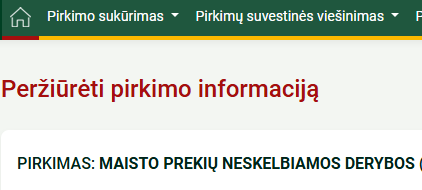 Pirkimo sukūrimas Pirkimų suvestinės viešinimas
Peržiūrėti pirkimo informaciją
PIRKIMAS: MAISTO PREKIŲ NESKELBIAMOS DERYBOS (